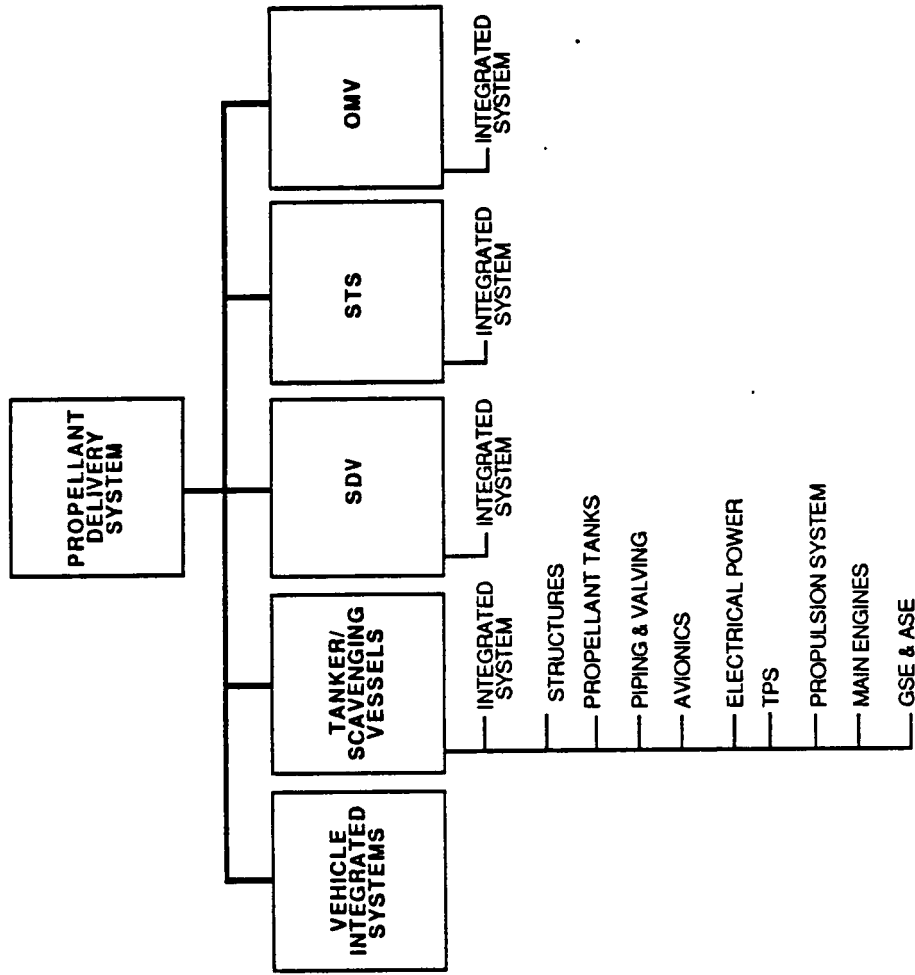 PROPELLANT
DELIVERY
SYSTEM
VEHICLE
INTEGRATED
SYSTEMS
TANKER/
SCAVENGING
VESSELS
INTEGRATED
SYSTEM
STRUCTURES
PROPELLANT TANKS
PIPING & VALVING
AVIONICS
ELECTRICAL POWER
TPS
PROPULSION SYSTEM
MAIN ENGINES
GSE & ASE
SDV
INTEGRATED
SYSTEM
STS
INTEGRATED
SYSTEM
OMV
INTEGRATED
SYSTEM